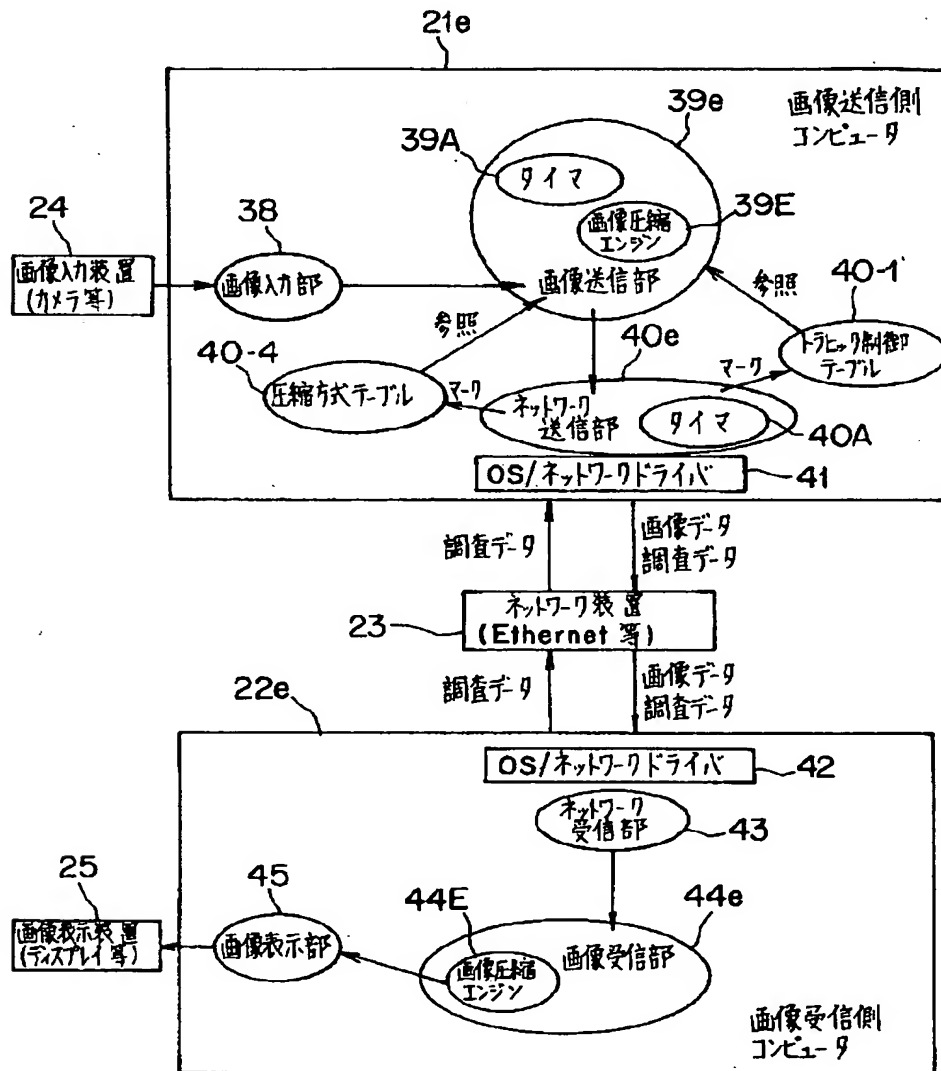 21e
画像送信側
コンピュータ
39e
39A
タイマ
39E
画像圧縮
エンジン
24
38
画像入力装置
(カメラ等)
画像入力部
画像送信部
参照
参照
40-1
40-4
40e
トラヒック制御
テーブル
圧縮方式テーブル
マーク
マーク
ネットワーク
送信部
タイマ
40A
OS/ネットワークドライバ
41
調査データ
画像データ
調査データ
23
ネットワーク装置
(Ethernet等)
22e
調査データ
画像データ
調査データ
OS/ネットワークドライバ
42
ネットワーク
受信部
43
25
45
44E
44e
画像表示装置
(ディスプレイ等)
画像表示部
画像圧縮
エンジン
画像受信部
画像受信側
コンピュータ